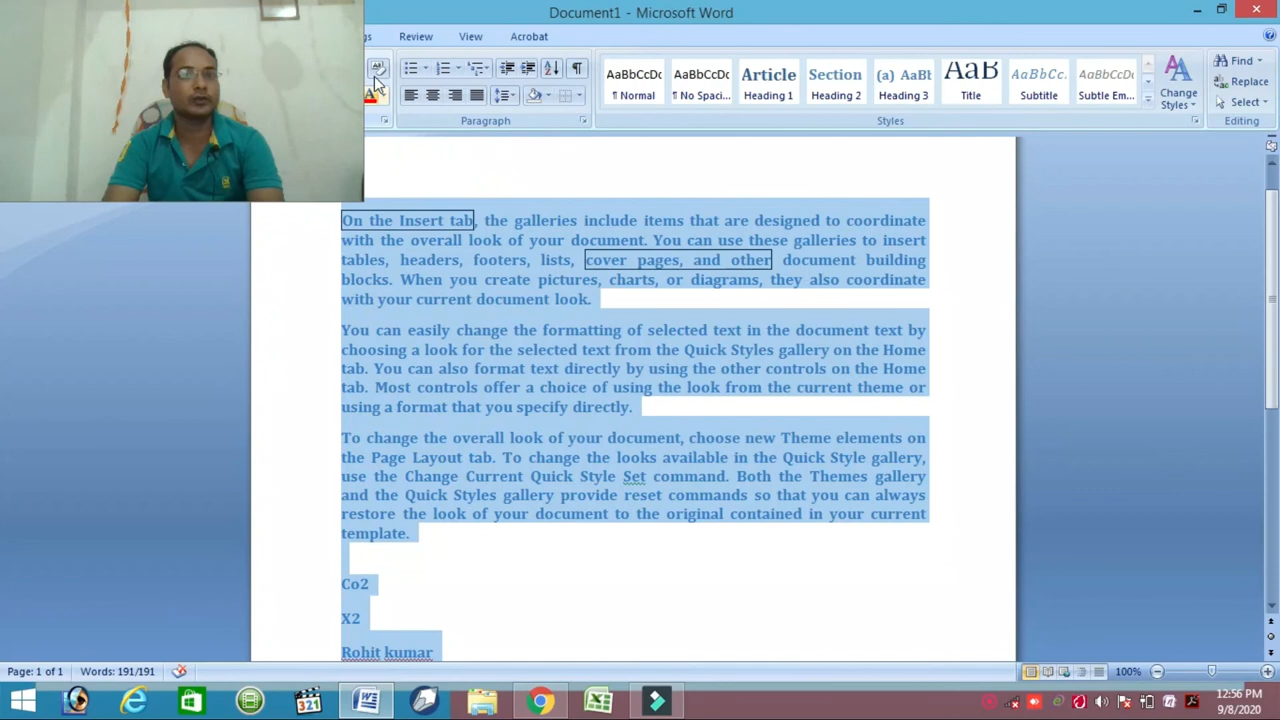 Document1 - Microsoft Word
Review View Acrobat
AaBbCcDc AaBbCcDc Article Section (a) AaBb AaB AaBbCc. AaBbCcDc
¶ Normal ¶ No Spaci... Heading 1 Heading 2 Heading 3 Title Subtitle Subtle Em...
Change
Styles
Find
Replace
Select
Paragraph Styles Editing
On the Insert tab, the galleries include items that are designed to coordinate
with the overall look of your document. You can use these galleries to insert
tables, headers, footers, lists, cover pages, and other document building
blocks. When you create pictures, charts, or diagrams, they also coordinate
with your current document look.
You can easily change the formatting of selected text in the document text by
choosing a look for the selected text from the Quick Styles gallery on the Home
tab. You can also format text directly by using the other controls on the Home
tab. Most controls offer a choice of using the look from the current theme or
using a format that you specify directly.
To change the overall look of your document, choose new Theme elements on
the Page Layout tab. To change the looks available in the Quick Style gallery,
use the Change Current Quick Style Set command. Both the Themes gallery
and the Quick Styles gallery provide reset commands so that you can always
restore the look of your document to the original contained in your current
template.
Co2
X2
Rohit kumar
Page: 1 of 1 Words: 191/191 100%
321
12:56 PM
9/8/2020